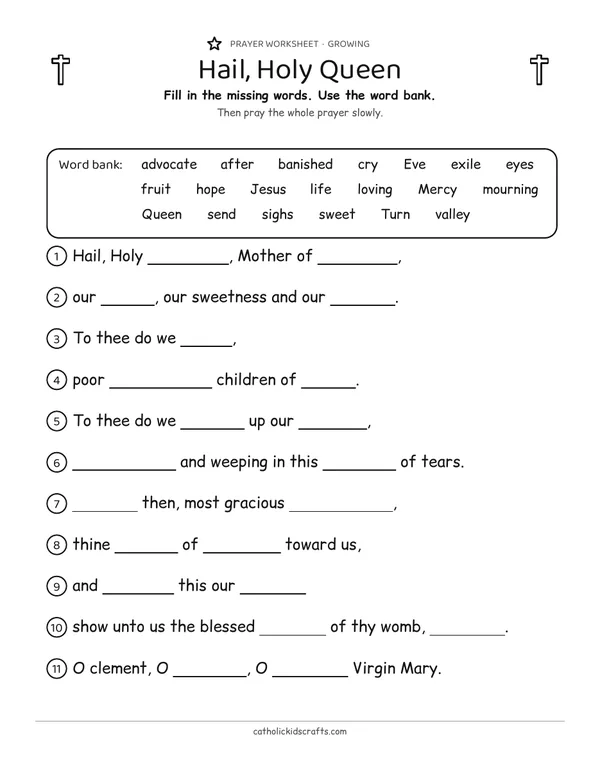 PRAYER WORKSHEET · GROWING
Hail, Holy Queen
Fill in the missing words. Use the word bank.
Then pray the whole prayer slowly.
Word bank: advocate after banished cry Eve exile eyes
fruit hope Jesus life loving Mercy mourning
Queen send sighs sweet Turn valley
1 Hail, Holy _________, Mother of _________,
2 our ______, our sweetness and our _______.
3 To thee do we ______,
4 poor ___________ children of ______.
5 To thee do we _______ up our ________,
6 ___________ and weeping in this ________ of tears.
7 _______ then, most gracious ___________,
8 thine _______ of _________ toward us,
9 and ________ this our _______
10 show unto us the blessed _______ of thy womb, ________.
11 O clement, O ________, O ________ Virgin Mary.
catholickidscrafts.com